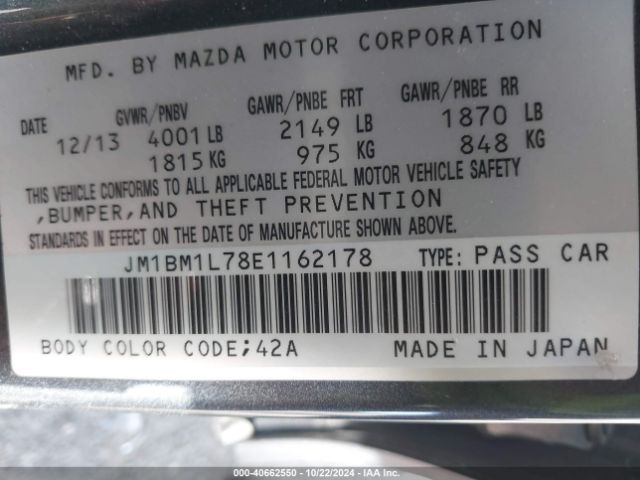 MFD. BY MAZDA MOTOR CORPORATION
DATE GVWR/PNBV GAWR/PNBE FRT GAWR/PNBE RR
12/13 4001 LB 2149 LB 1870 LB
1815 KG 975 KG 848 KG
THIS VEHICLE CONFORMS TO ALL APPLICABLE FEDERAL MOTOR VEHICLE SAFETY
,BUMPER,AND THEFT PREVENTION
STANDARDS IN EFFECT ON THE DATE OF MANUFACTURE SHOWN ABOVE.
JM1BM1L78E1162178 TYPE: PASS CAR
BODY COLOR CODE;42A MADE IN JAPAN
000-40662550 - 10/22/2024 - IAA Inc.